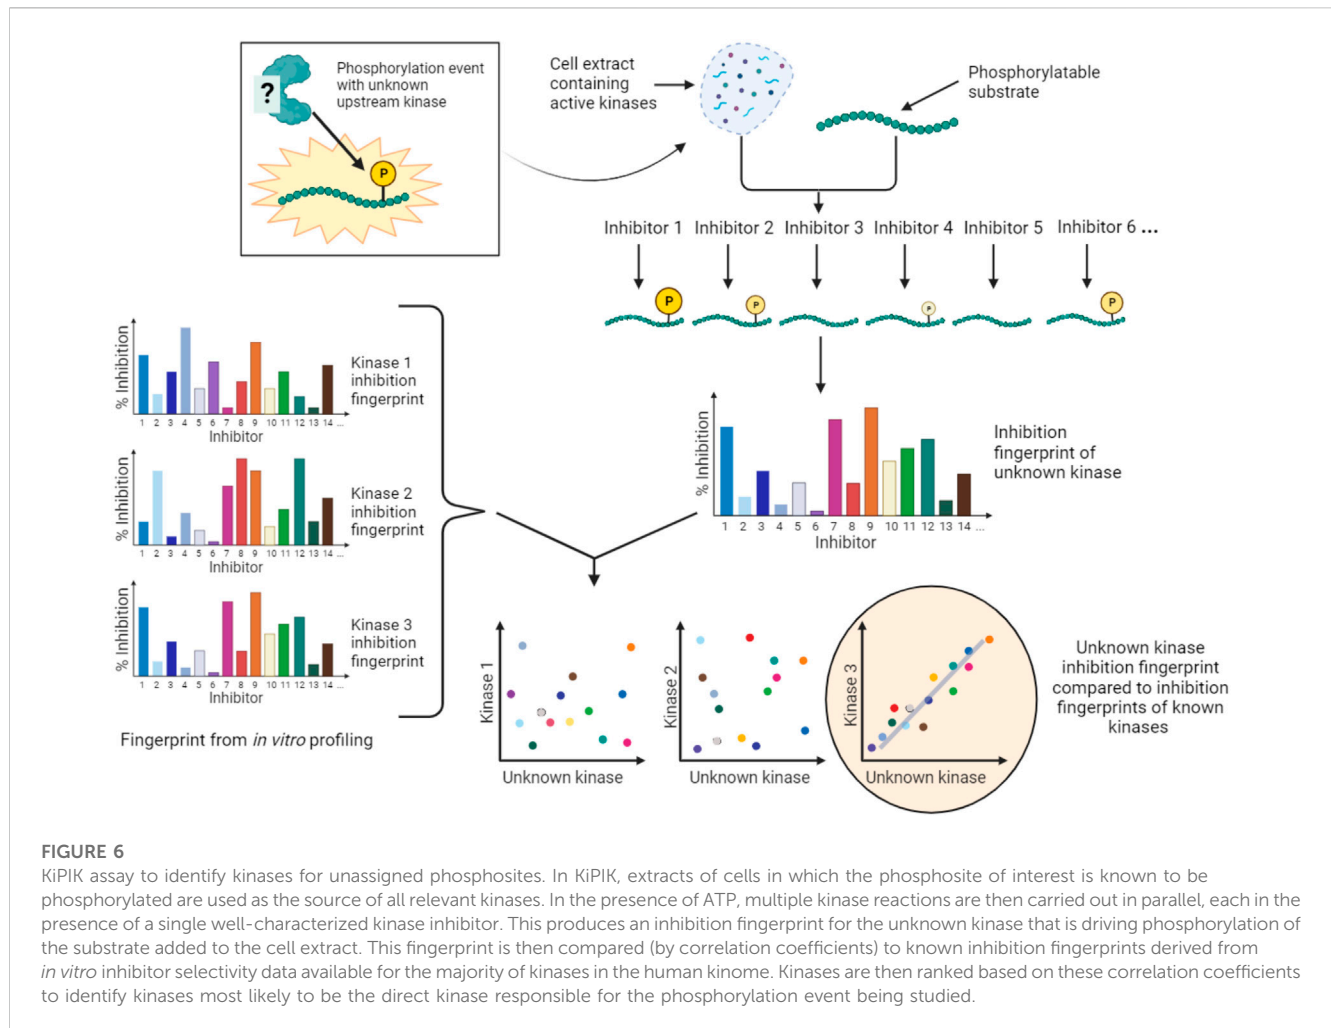 Phosphorylation event
with unknown
upstream kinase
?
P
Cell extract
containing
active kinases
Phosphorylatable
substrate
Inhibitor 1 Inhibitor 2 Inhibitor 3 Inhibitor 4 Inhibitor 5 Inhibitor 6 ...
P P P P
% Inhibition
1 2 3 4 5 6 7 8 9 10 11 12 13 14 ...
Inhibitor
Kinase 1
inhibition
fingerprint
% Inhibition
1 2 3 4 5 6 7 8 9 10 11 12 13 14 ...
Inhibitor
Kinase 2
inhibition
fingerprint
% Inhibition
1 2 3 4 5 6 7 8 9 10 11 12 13 14 ...
Inhibitor
Kinase 3
inhibition
fingerprint
Fingerprint from in vitro profiling
% Inhibition
1 2 3 4 5 6 7 8 9 10 11 12 13 14 ...
Inhibitor
Inhibition
fingerprint of
unknown kinase
Kinase 1
Unknown kinase
Kinase 2
Unknown kinase
Kinase 3
Unknown kinase
Unknown kinase
inhibition fingerprint
compared to inhibition
fingerprints of known
kinases
FIGURE 6
KiPIK assay to identify kinases for unassigned phosphosites. In KiPIK, extracts of cells in which the phosphosite of interest is known to be
phosphorylated are used as the source of all relevant kinases. In the presence of ATP, multiple kinase reactions are then carried out in parallel, each in the
presence of a single well-characterized kinase inhibitor. This produces an inhibition fingerprint for the unknown kinase that is driving phosphorylation of
the substrate added to the cell extract. This fingerprint is then compared (by correlation coefficients) to known inhibition fingerprints derived from
in vitro inhibitor selectivity data available for the majority of kinases in the human kinome. Kinases are then ranked based on these correlation coefficients
to identify kinases most likely to be the direct kinase responsible for the phosphorylation event being studied.